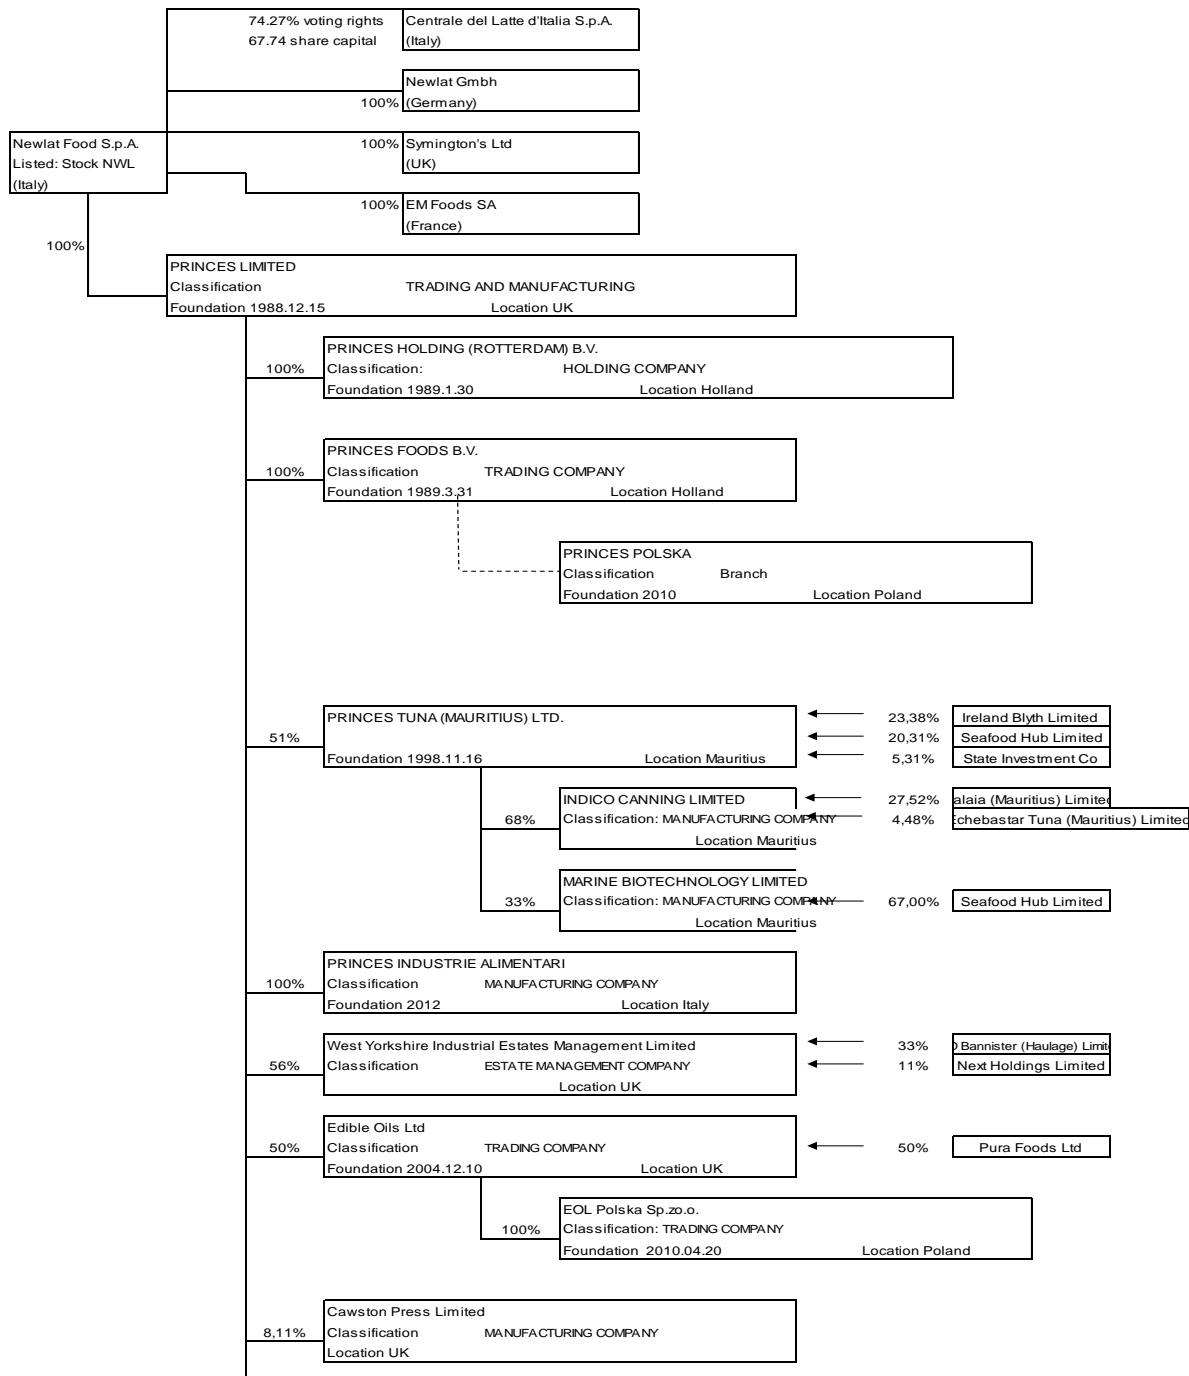 74.27% voting rights Centrale del Latte d'Italia S.p.A.
67.74 share capital (Italy)
Newlat Gmbh
100% (Germany)
Newlat Food S.p.A. 100% Symington's Ltd
Listed: Stock NWL (UK)
(Italy)
100% EM Foods SA
(France)
100%
PRINCES LIMITED
Classification TRADING AND MANUFACTURING
Foundation 1988.12.15 Location UK
PRINCES HOLDING (ROTTERDAM) B.V.
100% Classification: HOLDING COMPANY
Foundation 1989.1.30 Location Holland
PRINCES FOODS B.V.
100% Classification TRADING COMPANY
Foundation 1989.3.31 Location Holland
PRINCES POLSKA
Classification Branch
Foundation 2010 Location Poland
PRINCES TUNA (MAURITIUS) LTD. 23,38% Ireland Blyth Limited
51% 20,31% Seafood Hub Limited
Foundation 1998.11.16 Location Mauritius 5,31% State Investment Co
INDICO CANNING LIMITED 27,52% alaia (Mauritius) Limited
68% Classification: MANUFACTURING COMPANY 4,48% Echebastar Tuna (Mauritius) Limited
Location Mauritius
MARINE BIOTECHNOLOGY LIMITED
33% Classification: MANUFACTURING COMPANY 67,00% Seafood Hub Limited
Location Mauritius
PRINCES INDUSTRIE ALIMENTARI
100% Classification MANUFACTURING COMPANY
Foundation 2012 Location Italy
West Yorkshire Industrial Estates Management Limited 33% Bannister (Haulage) Limite
56% Classification ESTATE MANAGEMENT COMPANY 11% Next Holdings Limited
Location UK
Edible Oils Ltd
50% Classification TRADING COMPANY 50% Pura Foods Ltd
Foundation 2004.12.10 Location UK
EOL Polska Sp.zo.o.
100% Classification: TRADING COMPANY
Foundation 2010.04.20 Location Poland
Cawston Press Limited
8,11% Classification MANUFACTURING COMPANY
Location UK